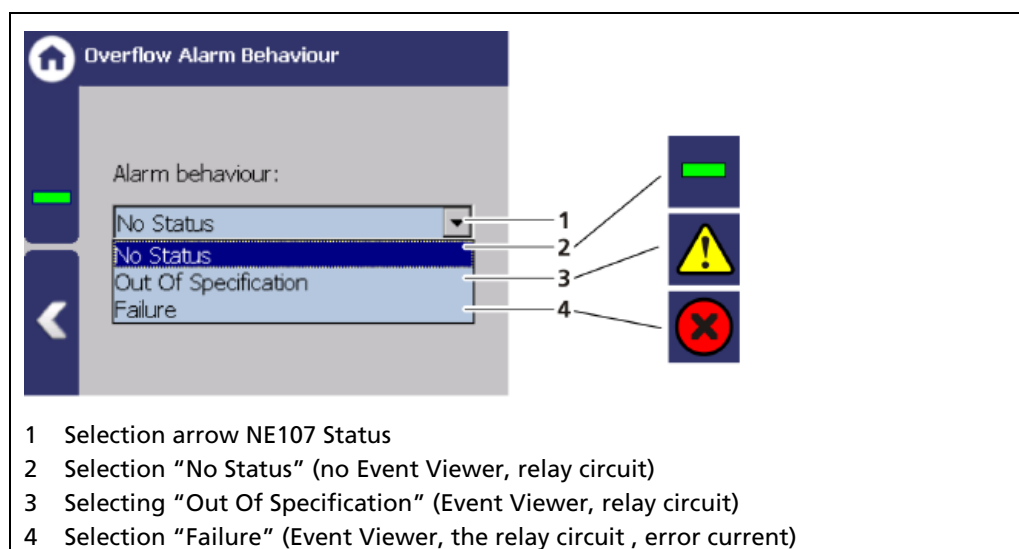 Overflow Alarm Behaviour
Alarm behaviour:
No Status
No Status
Out Of Specification
Failure
1
2
3
4
1 Selection arrow NE107 Status
2 Selection “No Status” (no Event Viewer, relay circuit)
3 Selecting “Out Of Specification” (Event Viewer, relay circuit)
4 Selection “Failure” (Event Viewer, the relay circuit , error current)